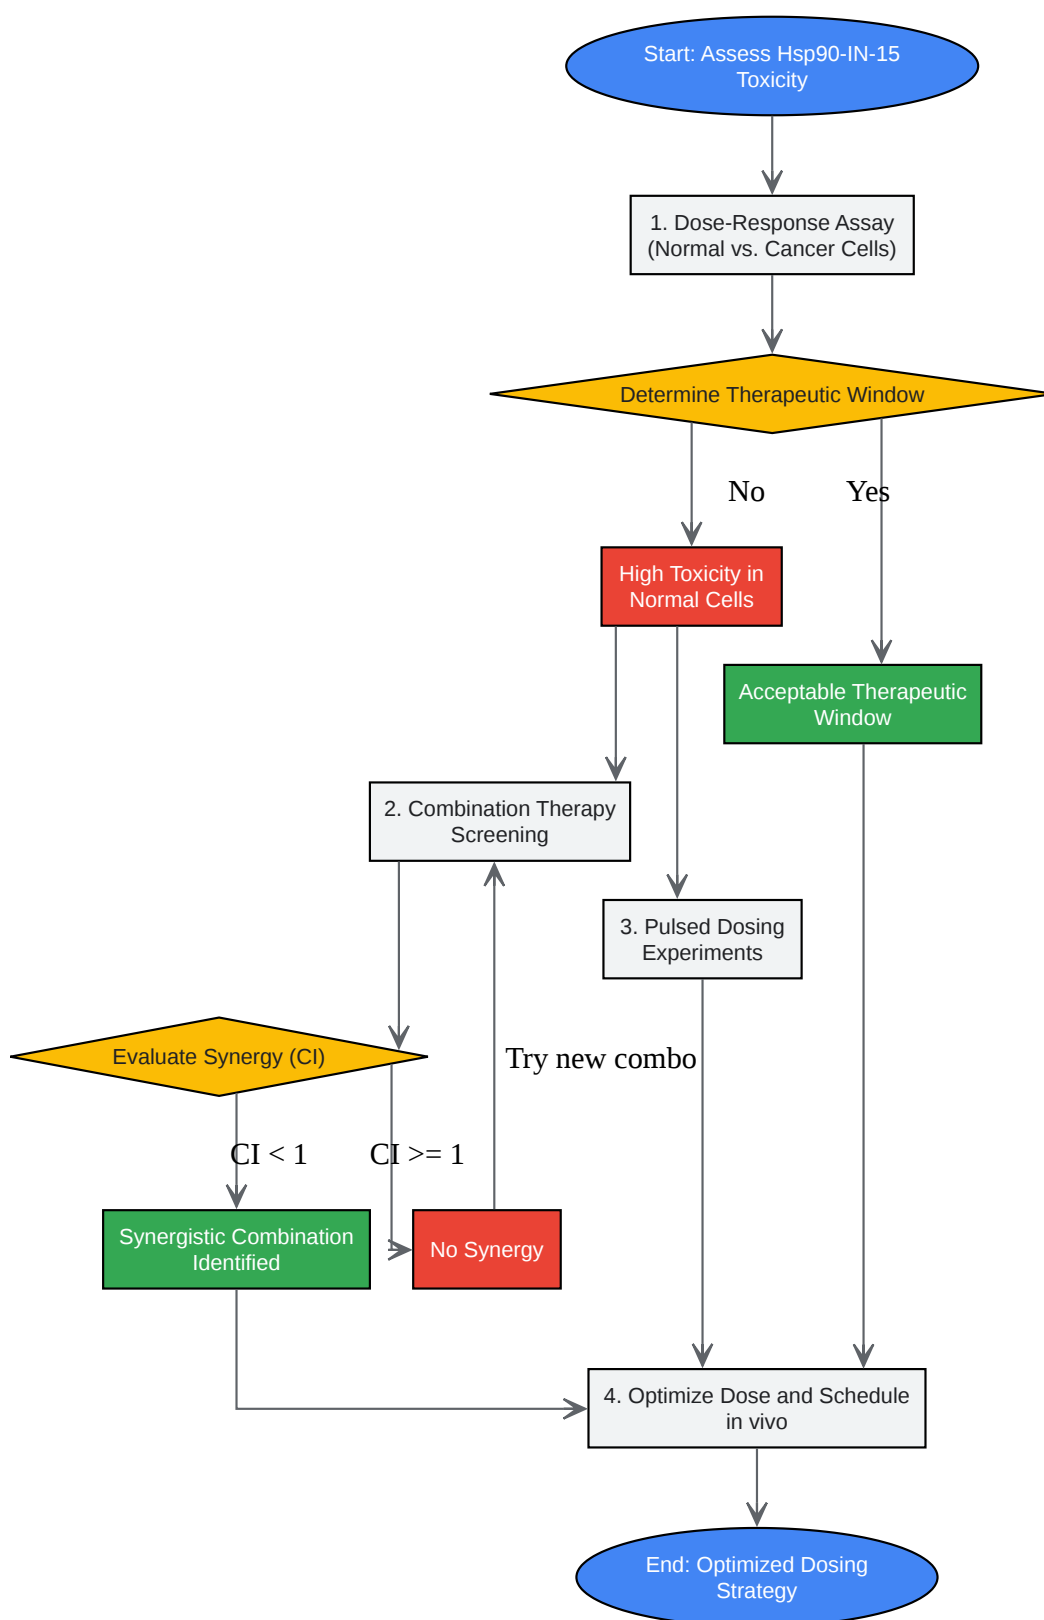 Start: Assess Hsp90-IN-15
Toxicity
1. Dose-Response Assay
(Normal vs. Cancer Cells)
Determine Therapeutic Window
No
Yes
High Toxicity in
Normal Cells
Acceptable Therapeutic
Window
2. Combination Therapy
Screening
3. Pulsed Dosing
Experiments
Evaluate Synergy (CI)
Try new combo
CI < 1
CI >= 1
Synergistic Combination
Identified
No Synergy
4. Optimize Dose and Schedule
in vivo
End: Optimized Dosing
Strategy